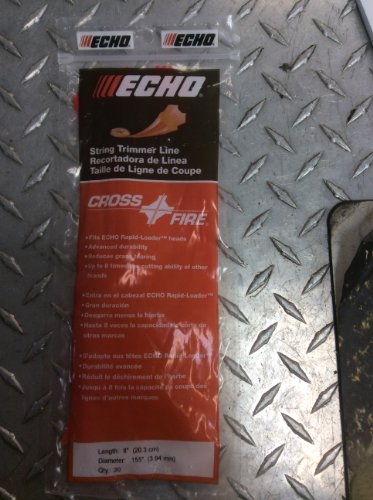 ECHO ECHO
ECHO
String Trimmer Line
Recortadora de Linea
Taille de Ligne de Coupe
CROSS
FIRE
• Fits ECHO Rapid-Loader™ heads
• Advanced durability
• Reduces grass tearing
• Up to 8 times the cutting ability of other
brands
• Entra en el cabezal ECHO Rapid-Loader™
• Gran duración
• Desgarre menos la hierba
• Hasta 8 veces la capacidad de corte de
otras marcas
• S'adapte aux têtes ECHO Rapid-Loader™
• Durabilité avancée
• Réduit le déchirement de l'herbe
• Jusqu'à 8 fois la capacité de coupe des
lignes d'autres marques
Length: 8" (20.3 cm)
Diameter: .155" (3.94 mm)
Qty: